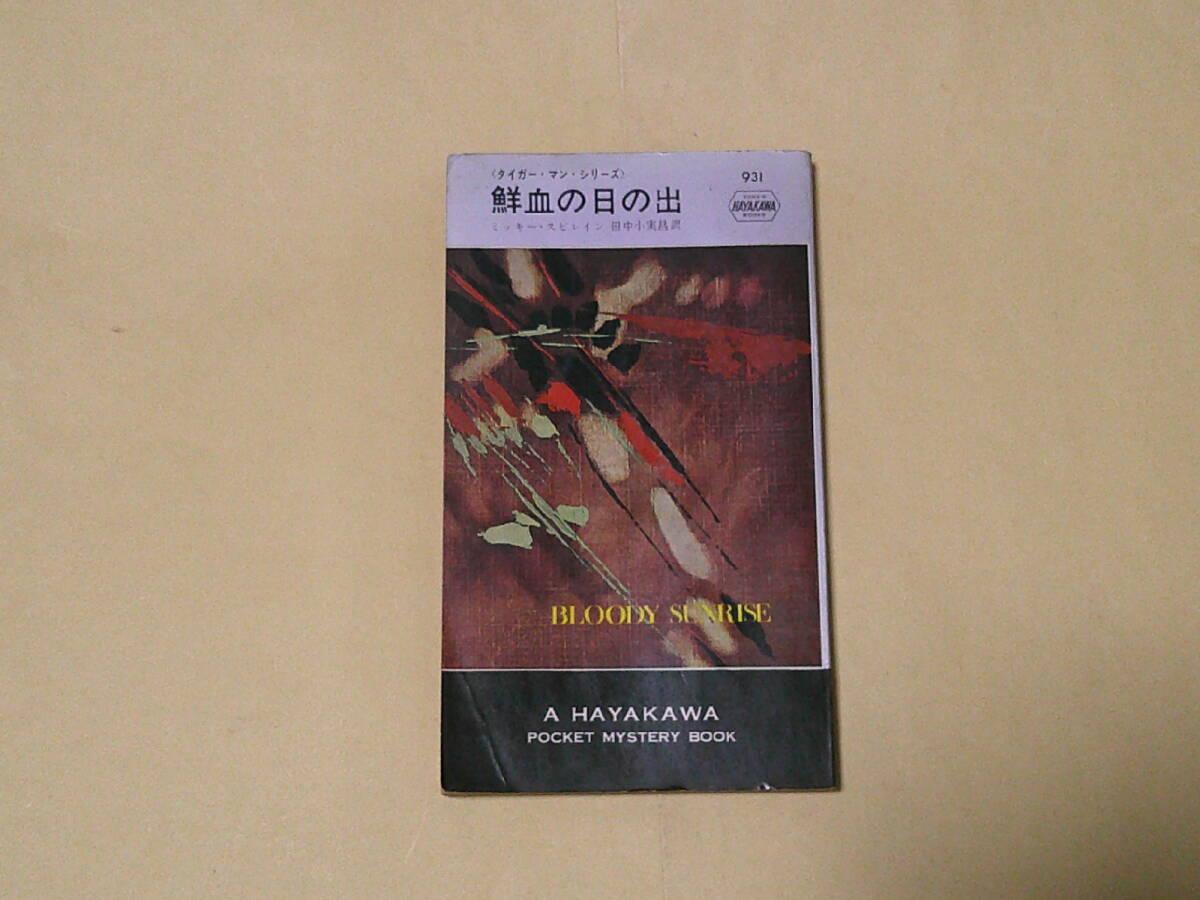 〈タイガー・マン・シリーズ〉
鮮血の日の出
ミッキー・スピレイン 田中小実昌訳
931
HAYAKAWA
BLOODY SUNRISE
A HAYAKAWA
POCKET MYSTERY BOOK